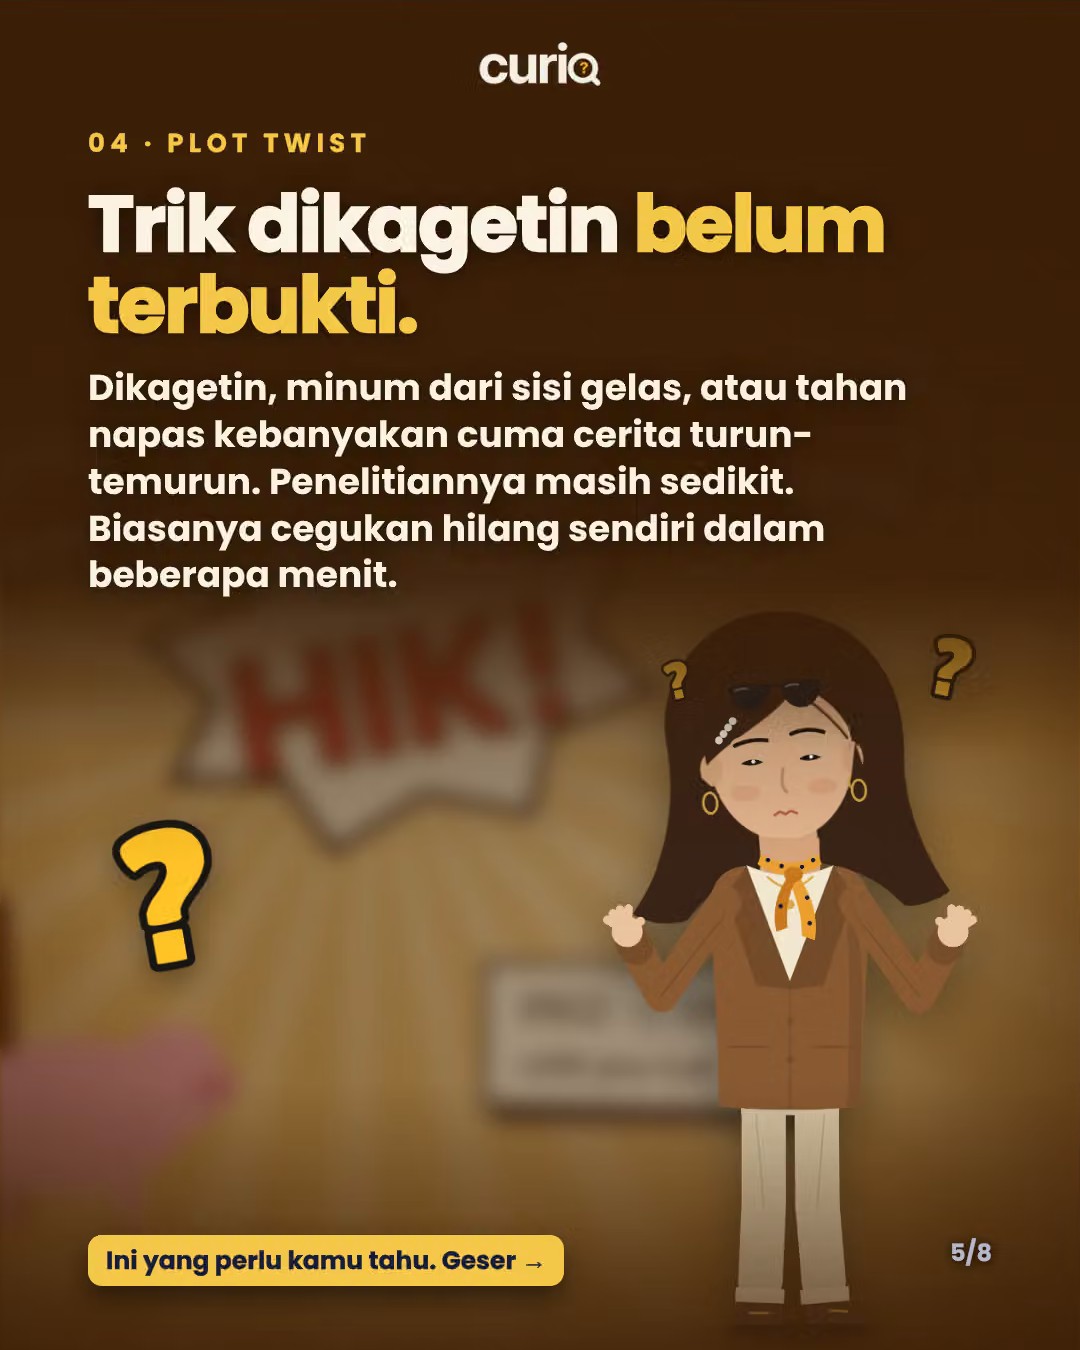 curio
04 · PLOT TWIST
Trik dikagetin belum
terbukti.
Dikagetin, minum dari sisi gelas, atau tahan
napas kebanyakan cuma cerita turun-
temurun. Penelitiannya masih sedikit.
Biasanya cegukan hilang sendiri dalam
beberapa menit.
HIK!
?
?
?
Ini yang perlu kamu tahu. Geser →
5/8